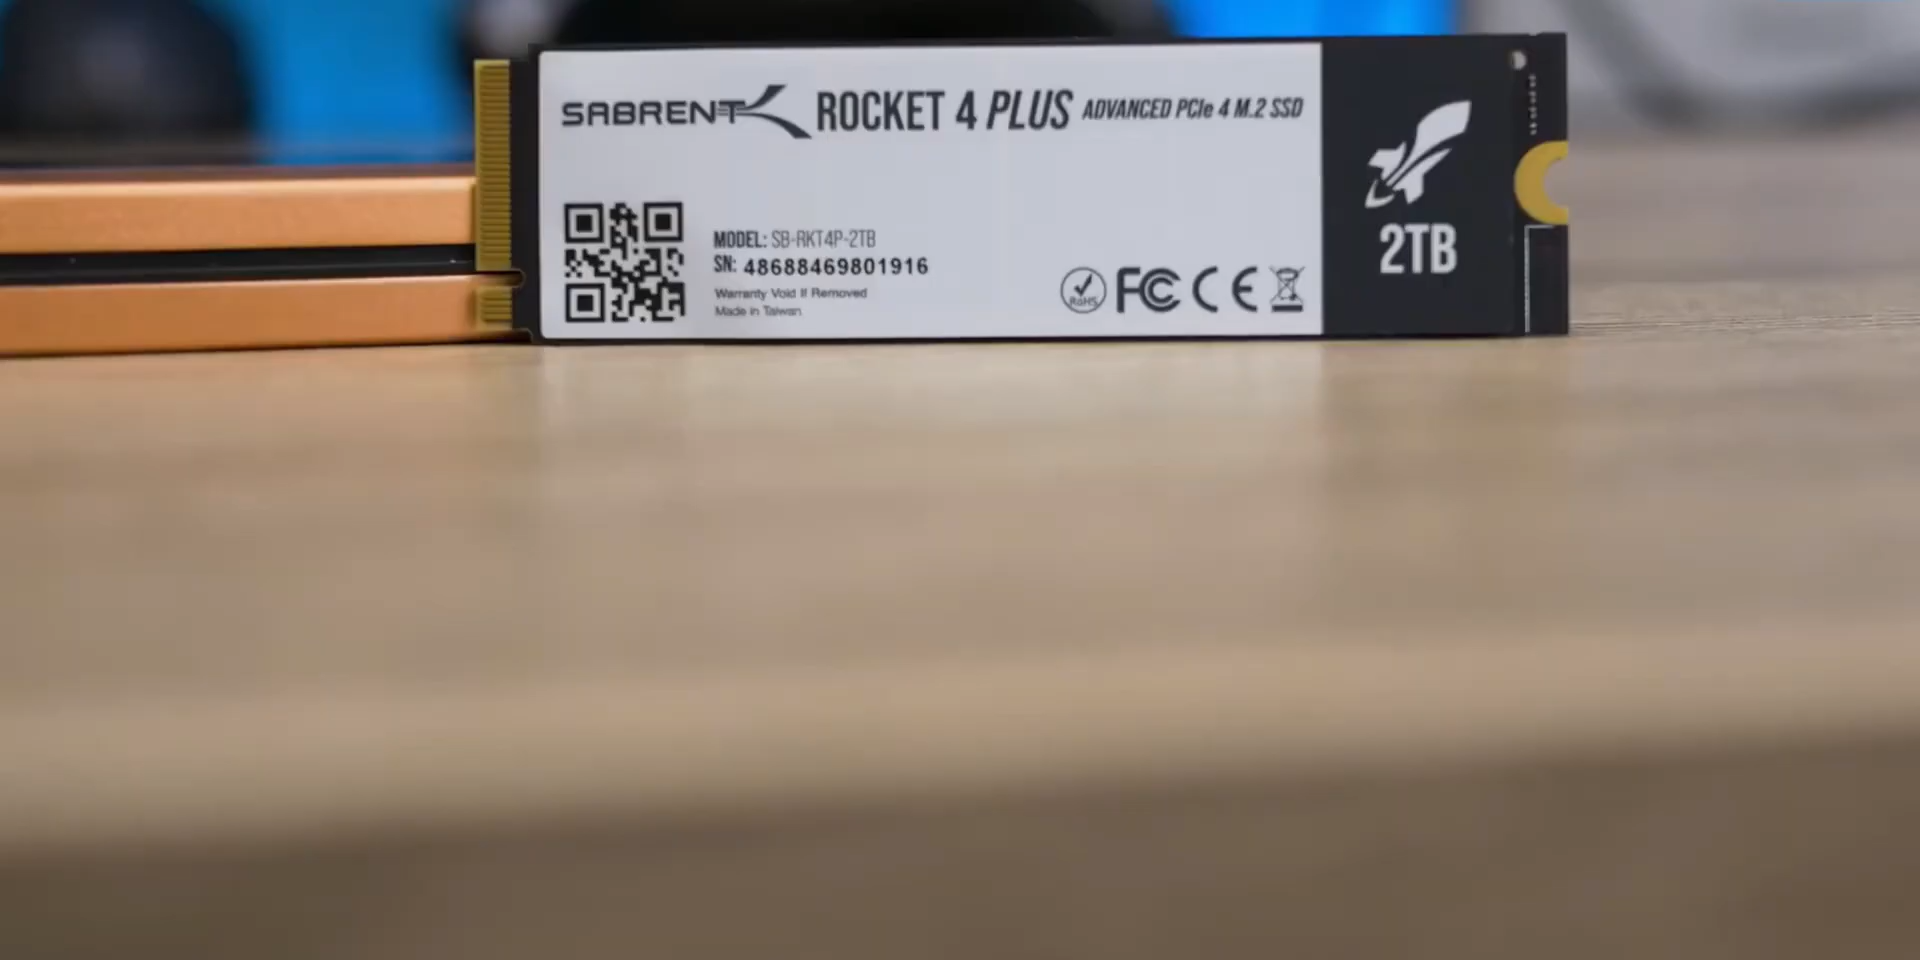 SABRENT ROCKET 4 PLUS ADVANCED PCIe 4 M.2 SSD
MODEL: SB-RKT4P-2TB
SN: 48688469801916
Warranty Void If Removed
Made in Taiwan
RoHS FC CE
2TB